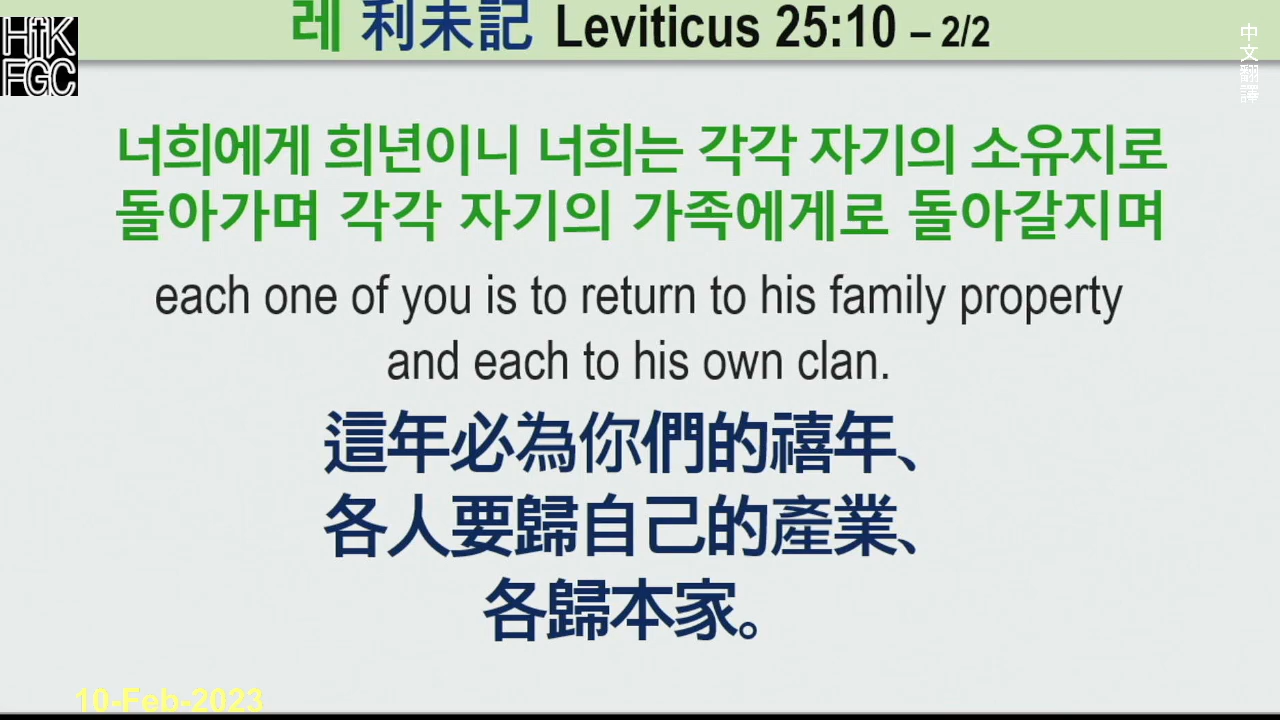 레 利未記 Leviticus 25:10 – 2/2
HfK
FGC
中文翻譯
너희에게 희년이니 너희는 각각 자기의 소유지로
돌아가며 각각 자기의 가족에게로 돌아갈지며
each one of you is to return to his family property
and each to his own clan.
這年必為你們的禧年、
各人要歸自己的產業、
各歸本家。
10-Feb-2023